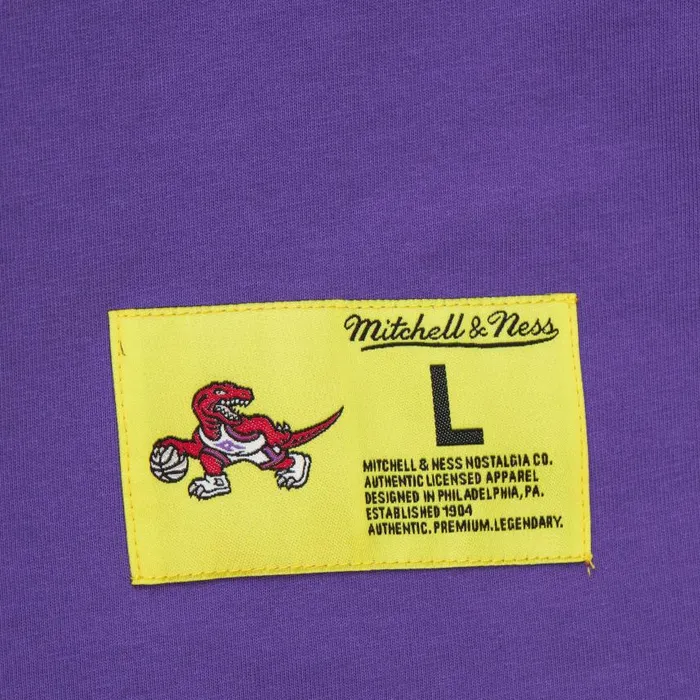 Mitchell & Ness
L
MITCHELL & NESS NOSTALGIA CO.
AUTHENTIC LICENSED APPAREL
DESIGNED IN PHILADELPHIA, PA.
ESTABLISHED 1904
AUTHENTIC. PREMIUM. LEGENDARY.